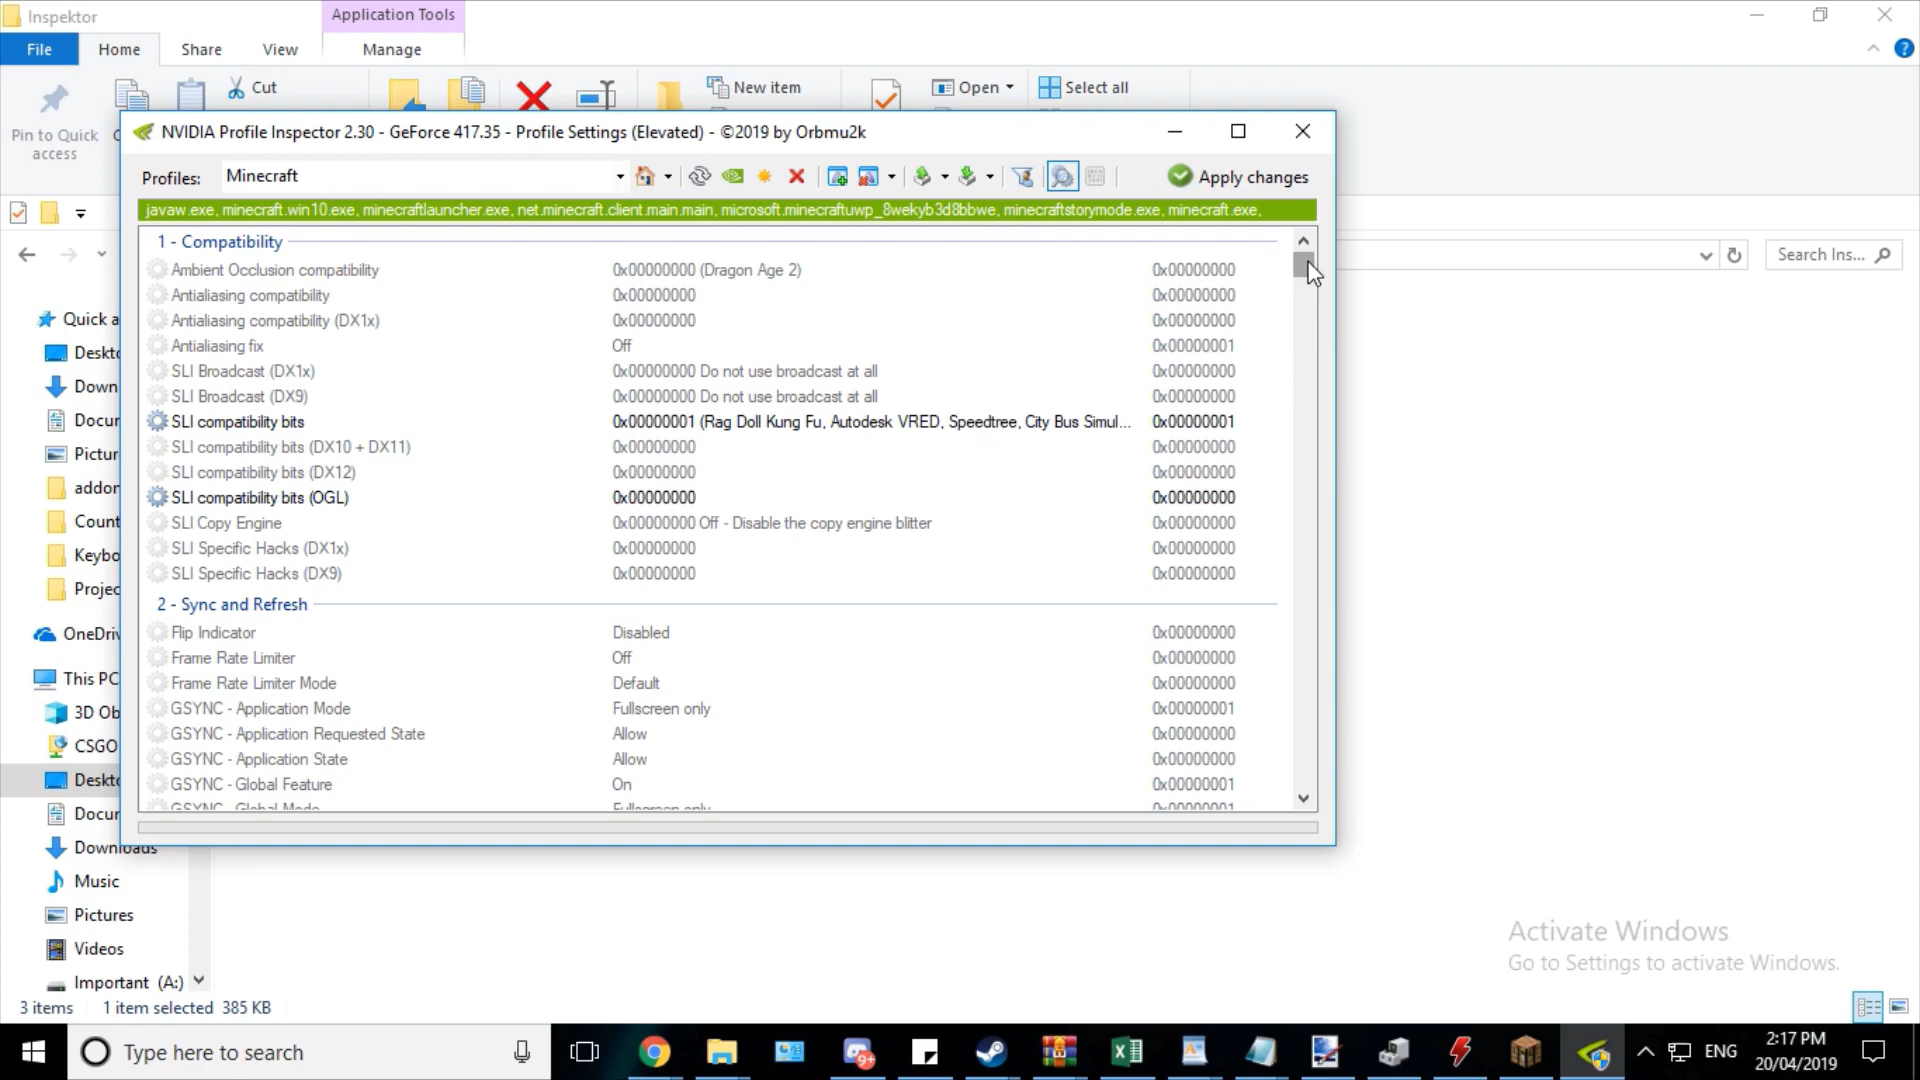 Inspektor
Application Tools
File
Home
Share
View
Manage
Pin to Quick access
Cut
New item
Open
Select all
NVIDIA Profile Inspector 2.30 - GeForce 417.35 - Profile Settings (Elevated) - ©2019 by Orbmu2k
Profiles: Minecraft
Apply changes
javaw.exe, minecraft.win10.exe, minecraftlauncher.exe, net.minecraft.client.main.main, microsoft.minecraftuwp_8wekyb3d8bbwe, minecraftstorymode.exe, minecraft.exe,
Search Ins...
1 - Compatibility
Ambient Occlusion compatibility 0x00000000 (Dragon Age 2) 0x00000000
Antialiasing compatibility 0x00000000 0x00000000
Antialiasing compatibility (DX1x) 0x00000000 0x00000000
Antialiasing fix Off 0x00000001
SLI Broadcast (DX1x) 0x00000000 Do not use broadcast at all 0x00000000
SLI Broadcast (DX9) 0x00000000 Do not use broadcast at all 0x00000000
SLI compatibility bits 0x00000001 (Rag Doll Kung Fu, Autodesk VRED, Speedtree, City Bus Simul... 0x00000001
SLI compatibility bits (DX10 + DX11) 0x00000000 0x00000000
SLI compatibility bits (DX12) 0x00000000 0x00000000
SLI compatibility bits (OGL) 0x00000000 0x00000000
SLI Copy Engine 0x00000000 Off - Disable the copy engine blitter 0x00000000
SLI Specific Hacks (DX1x) 0x00000000 0x00000000
SLI Specific Hacks (DX9) 0x00000000 0x00000000
2 - Sync and Refresh
Flip Indicator Disabled 0x00000000
Frame Rate Limiter Off 0x00000000
Frame Rate Limiter Mode Default 0x00000000
GSYNC - Application Mode Fullscreen only 0x00000001
GSYNC - Application Requested State Allow 0x00000000
GSYNC - Application State Allow 0x00000000
GSYNC - Global Feature On 0x00000001
GSYNC - Global Mode Fullscreen only 0x00000001
Quick a
Deskto
Down
Docur
Pictur
addor
Count
Keybo
Projec
OneDriv
This PC
3D Ob
CSGO
Deskto
Docur
Downloads
Music
Pictures
Videos
Important (A:)
3 items 1 item selected 385 KB
Activate Windows
Go to Settings to activate Windows.
Type here to search
9+
ENG
2:17 PM
20/04/2019